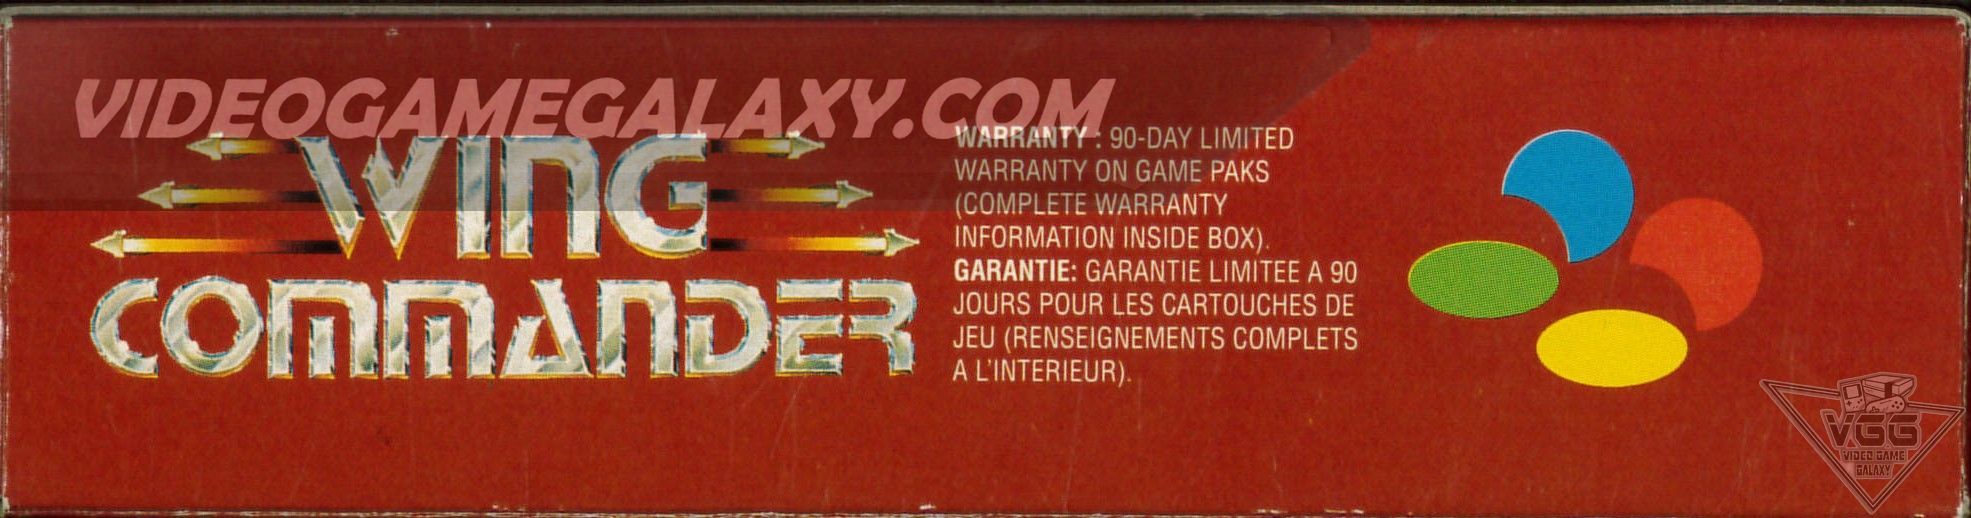 VIDEOGAMEGALAXY.COM
WING
COMMANDER
WARRANTY : 90-DAY LIMITED
WARRANTY ON GAME PAKS
(COMPLETE WARRANTY
INFORMATION INSIDE BOX).
GARANTIE: GARANTIE LIMITEE A 90
JOURS POUR LES CARTOUCHES DE
JEU (RENSEIGNEMENTS COMPLETS
A L'INTERIEUR).
VGG
VIDEO GAME
GALAXY